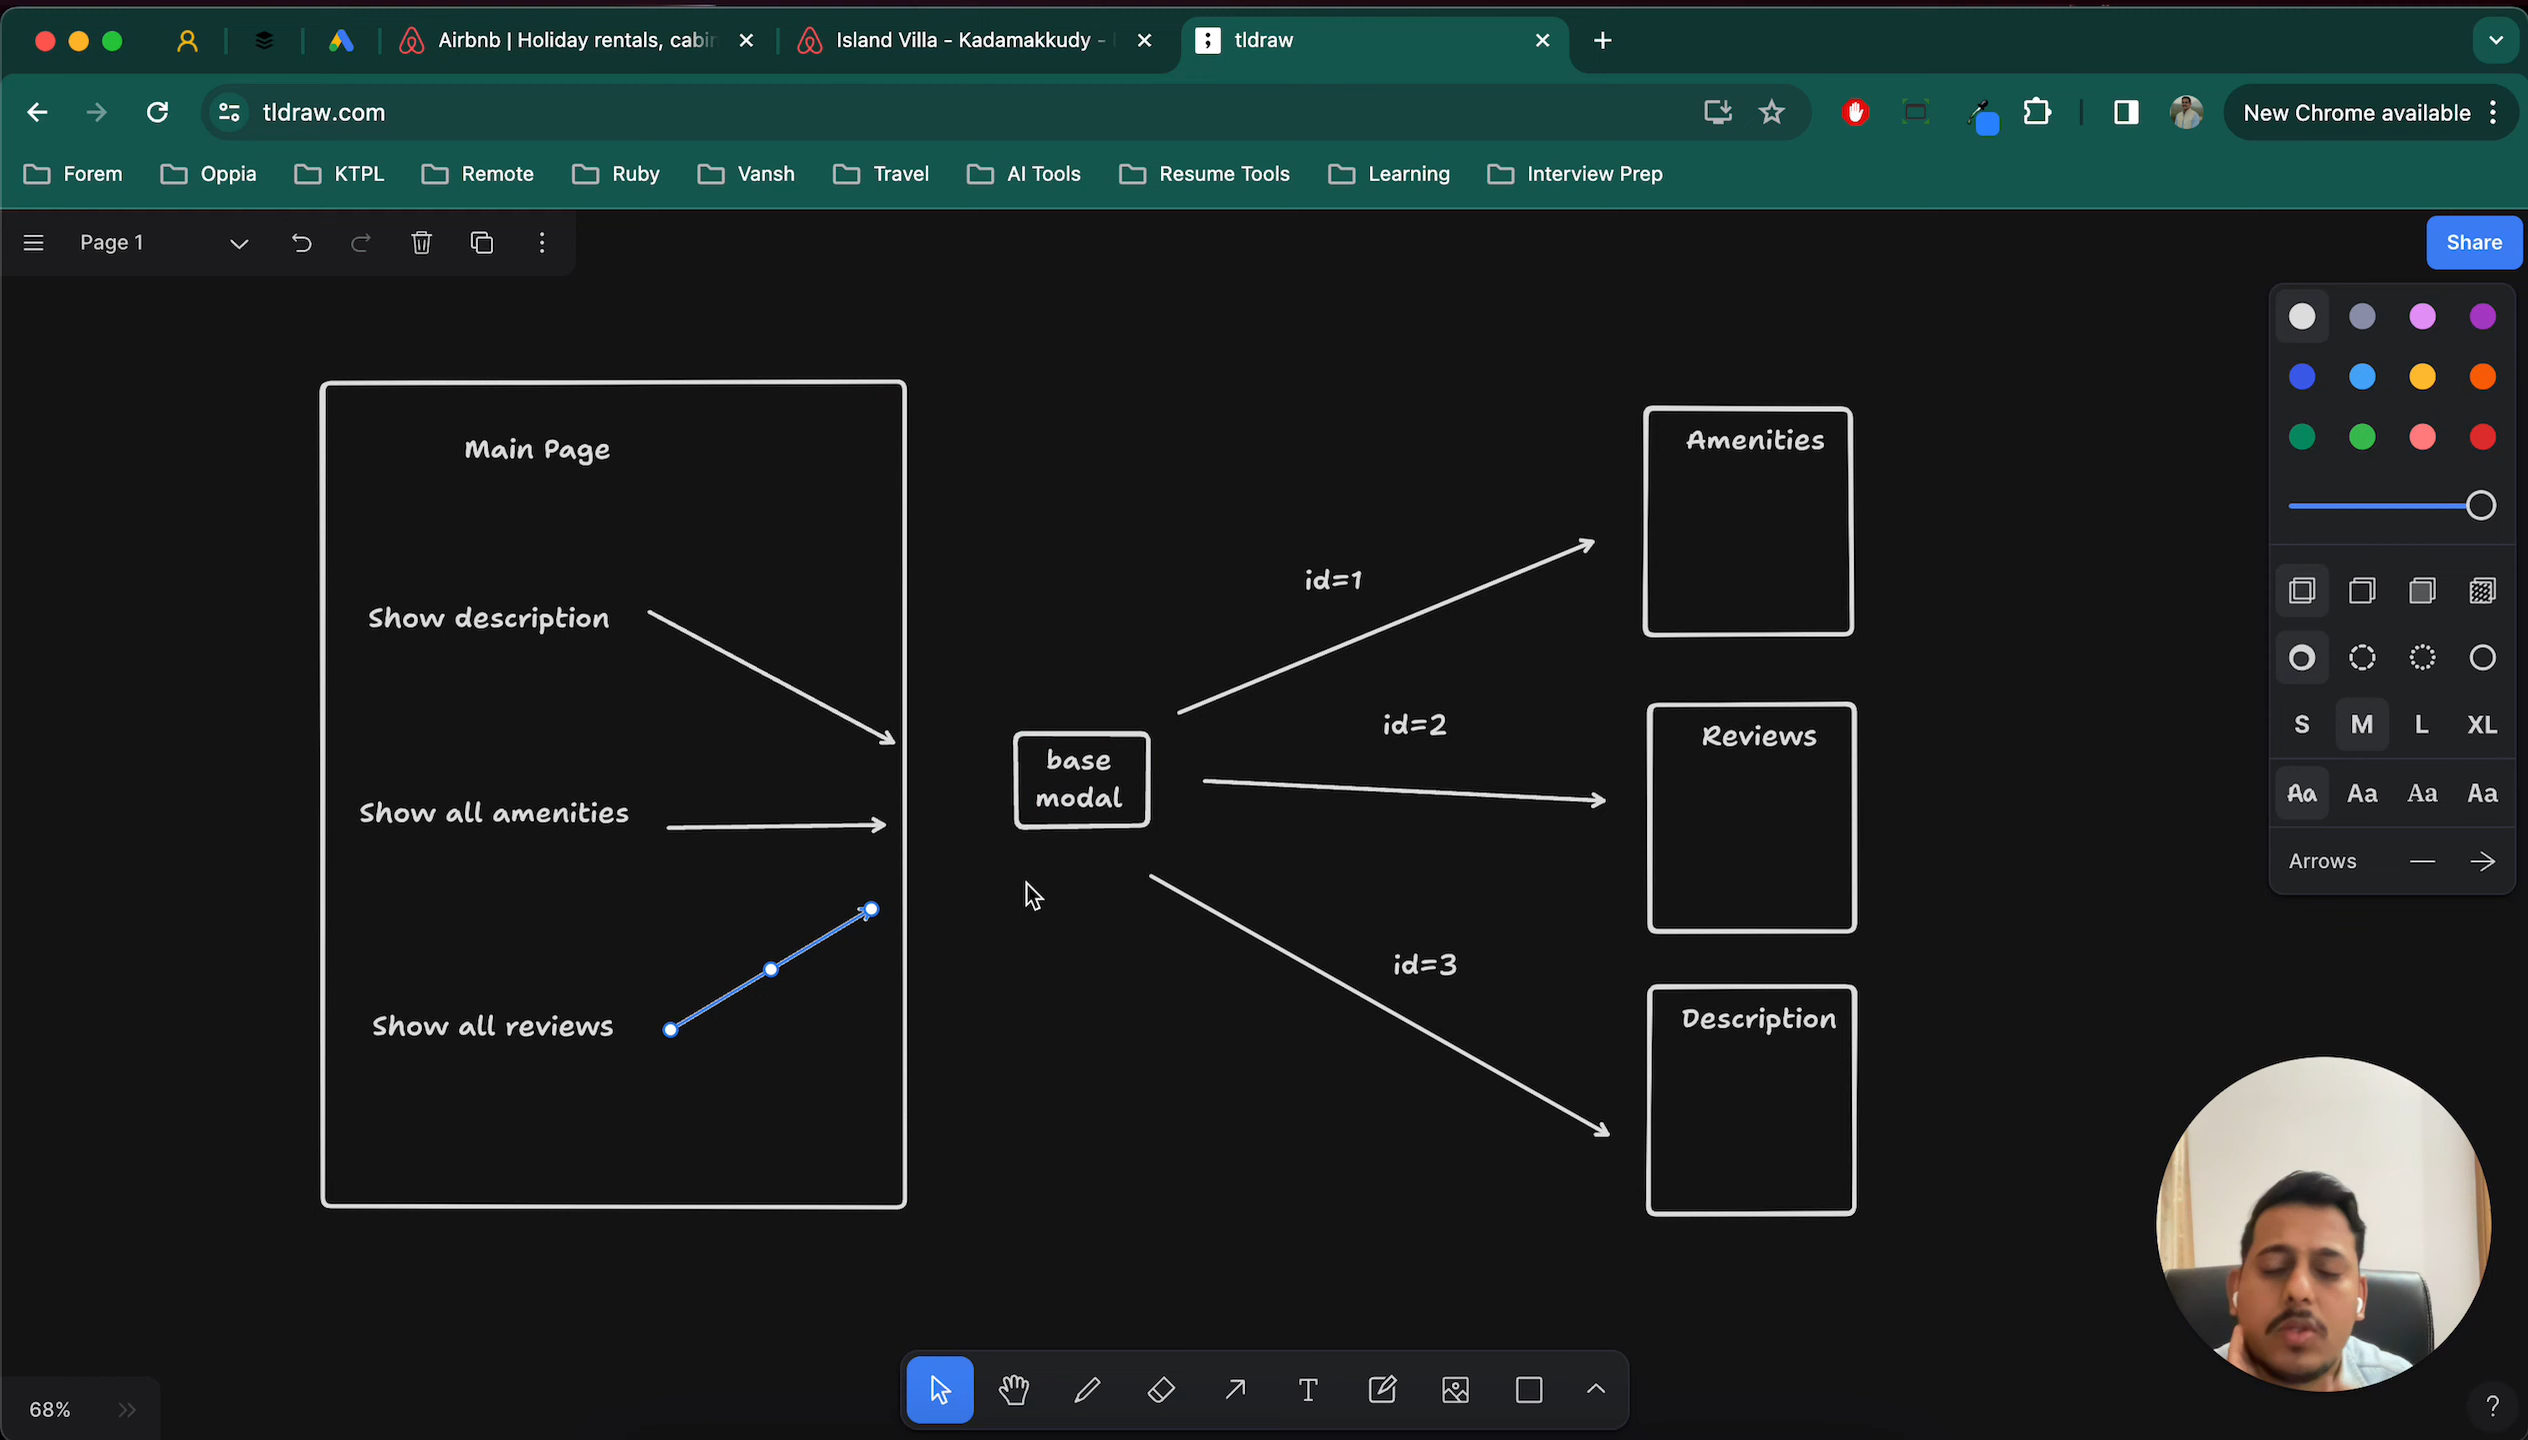 Airbnb | Holiday rentals, cabin
Island Villa - Kadamakkudy -
tldraw
tldraw.com
New Chrome available
Forem
Oppia
KTPL
Remote
Ruby
Vansh
Travel
AI Tools
Resume Tools
Learning
Interview Prep
Page 1
Share
Main Page
Show description
Show all amenities
Show all reviews
base
modal
id=1
id=2
id=3
Amenities
Reviews
Description
S M L XL
Aa Aa Aa Aa
Arrows
68%
T
?